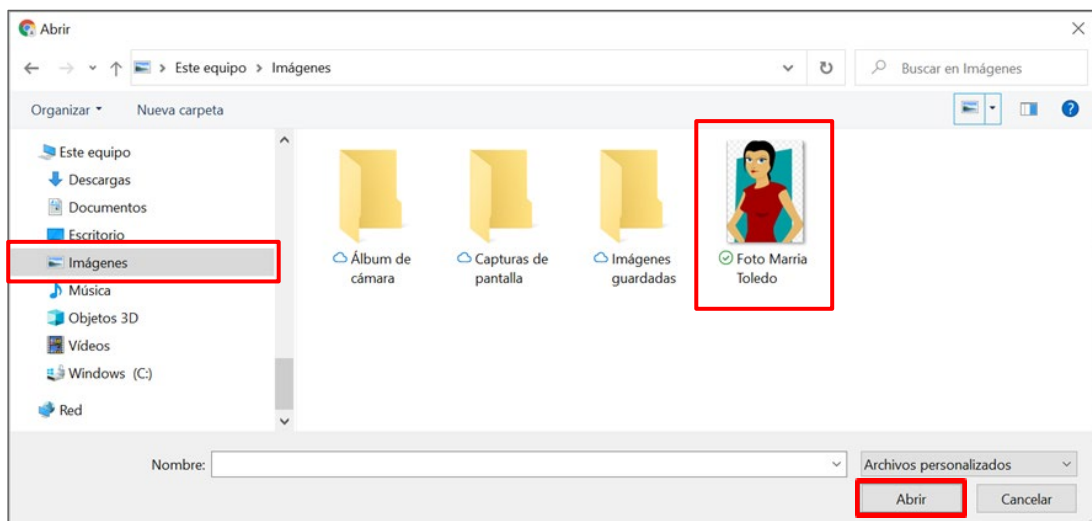 Abrir
Este equipo > Imágenes
Buscar en Imágenes
Organizar
Nueva carpeta
Este equipo
Descargas
Documentos
Escritorio
Imágenes
Música
Objetos 3D
Vídeos
Windows (C:)
Red
Álbum de
cámara
Capturas de
pantalla
Imágenes
guardadas
Foto Marria
Toledo
Nombre:
Archivos personalizados
Abrir
Cancelar